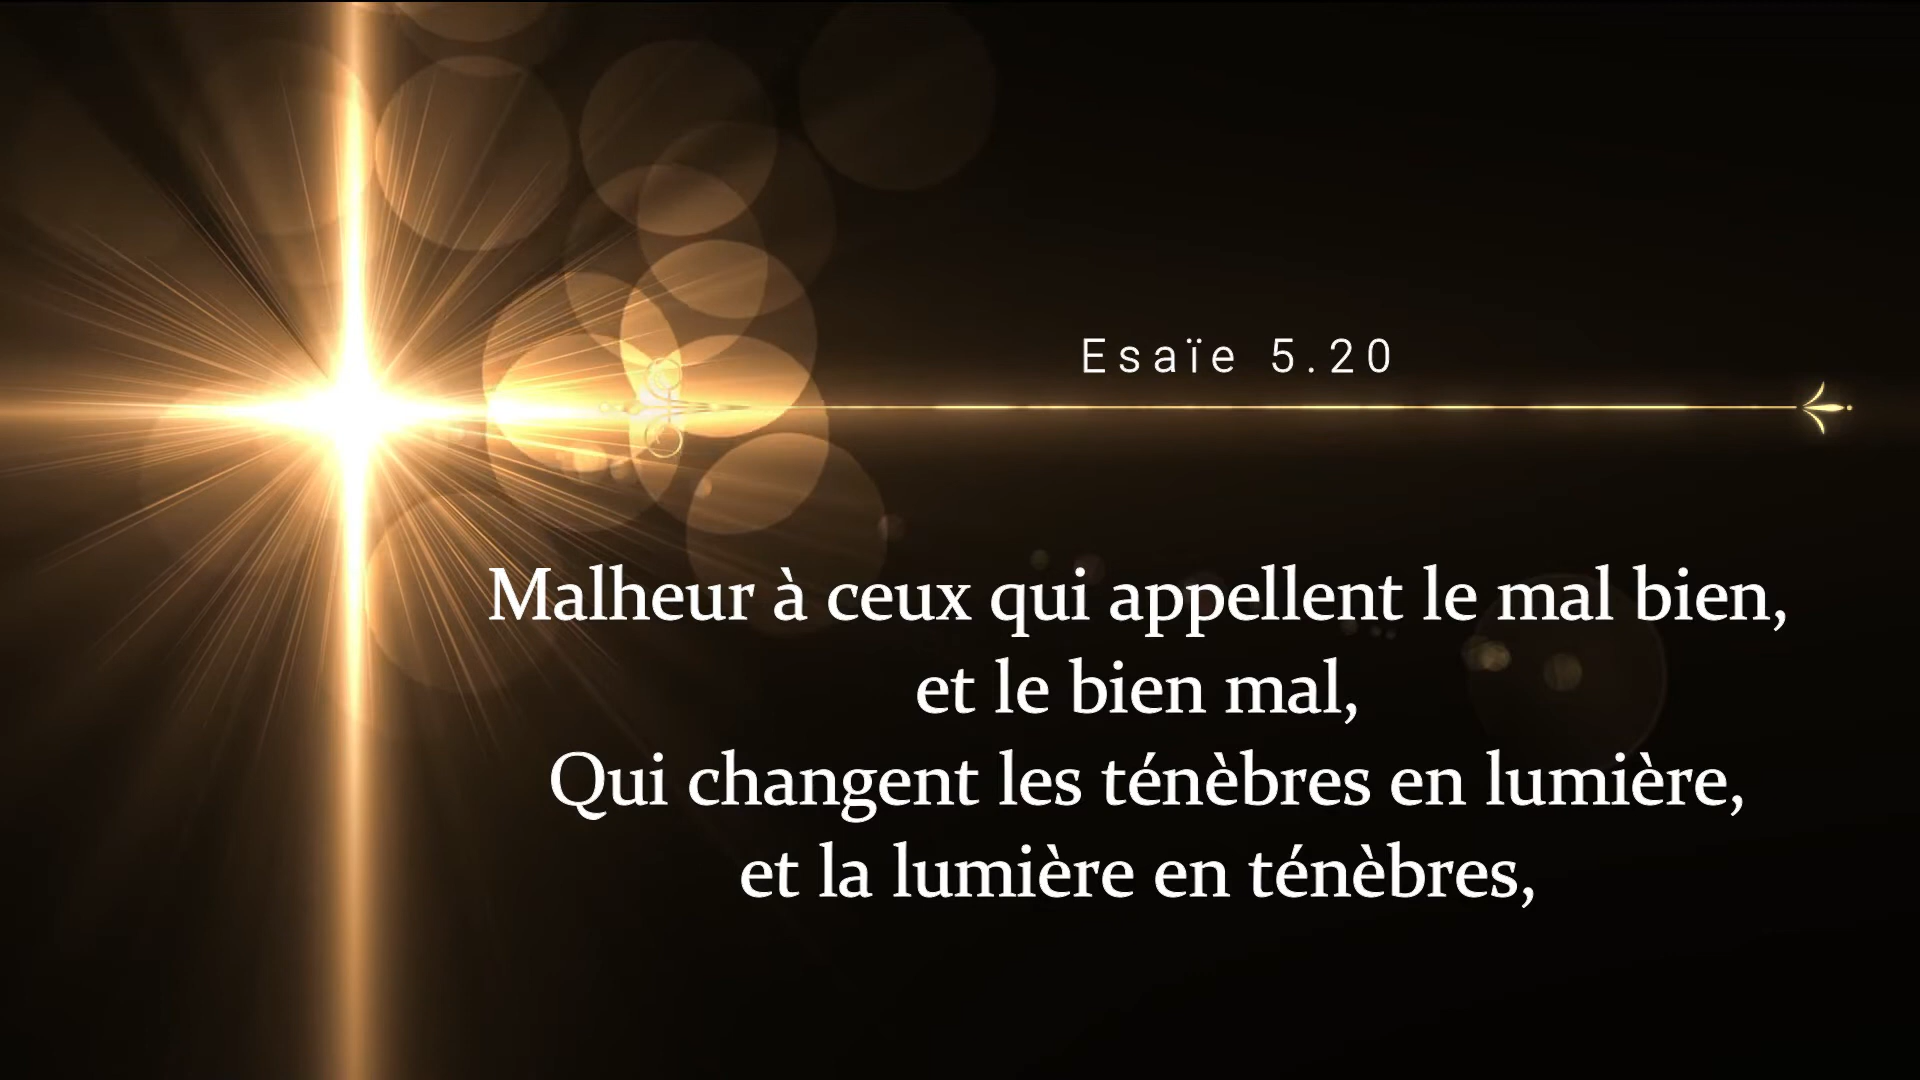 Esaïe 5.20
Malheur à ceux qui appellent le mal bien,
et le bien mal,
Qui changent les ténèbres en lumière,
et la lumière en ténèbres,